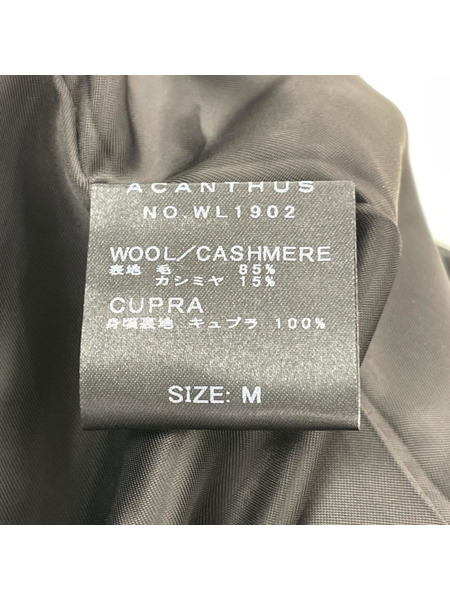 ACANTHUS
NO.WL1902
WOOL/CASHMERE
表地 毛 85%
カシミヤ 15%
CUPRA
身頃裏地 キュプラ 100%
SIZE: M